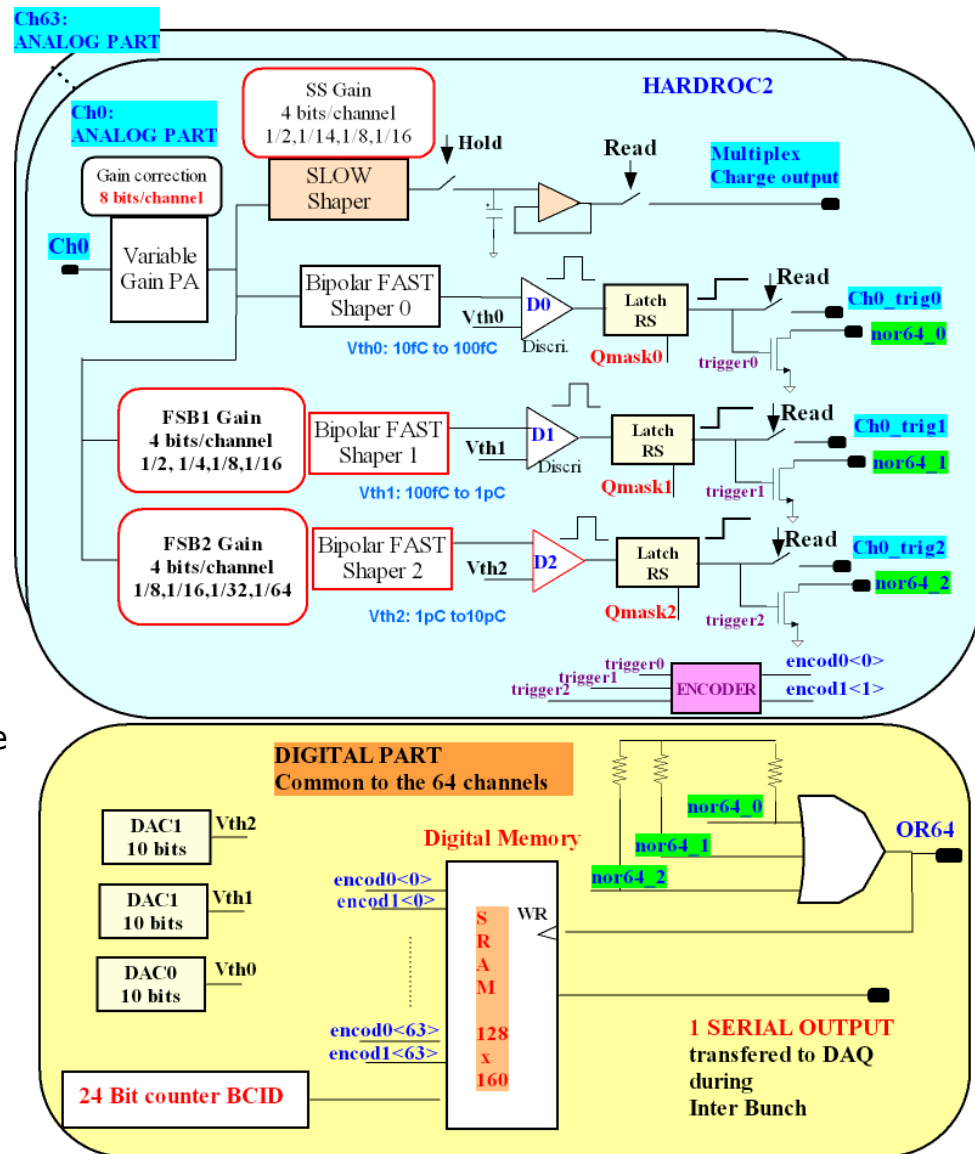 Ch63:
ANALOG PART
HARDROC2
Ch0:
ANALOG PART
SS Gain
4 bits/channel
1/2,1/14,1/8,1/16
Gain correction
8 bits/channel
SLOW
Shaper
Hold
Read
Multiplex
Charge output
Ch0
Variable
Gain PA
Bipolar FAST
Shaper 0
Vth0
D0
Discri.
Latch
RS
Read
Ch0_trig0
nor64_0
Vth0: 10fC to 100fC
Qmask0
trigger0
FSB1 Gain
4 bits/channel
1/2, 1/4,1/8,1/16
Bipolar FAST
Shaper 1
Vth1
D1
Discri
Latch
RS
Read
Ch0_trig1
nor64_1
Vth1: 100fC to 1pC
Qmask1
trigger1
FSB2 Gain
4 bits/channel
1/8,1/16,1/32,1/64
Bipolar FAST
Shaper 2
Vth2
D2
Latch
RS
Read
Ch0_trig2
nor64_2
Vth2: 1pC to10pC
Qmask2
trigger2
trigger0
trigger1
trigger2
ENCODER
encod0<0>
encod1<1>
e
DIGITAL PART
Common to the 64 channels
DAC1
10 bits
Vth2
DAC1
10 bits
Vth1
DAC0
10 bits
Vth0
Digital Memory
encod0<0>
encod1<0>
encod0<63>
encod1<63>
SRAM
128
x
160
WR
nor64_0
nor64_1
nor64_2
OR64
24 Bit counter BCID
1 SERIAL OUTPUT
transfered to DAQ
during
Inter Bunch